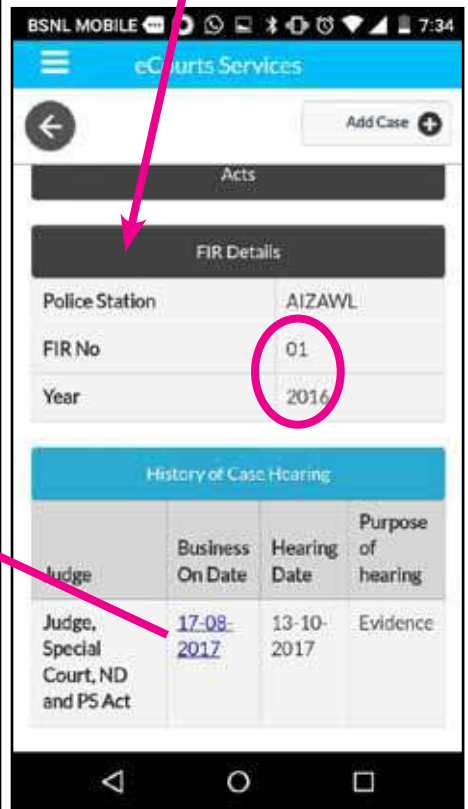 BSNL MOBILE 7:34
eCourts Services
Add Case
Acts
FIR Details
Police Station AIZAWL
FIR No 01
Year 2016
History of Case Hearing
Judge Business On Date Hearing Date Purpose of hearing
Judge, Special Court, ND and PS Act 17-08-2017 13-10-2017 Evidence